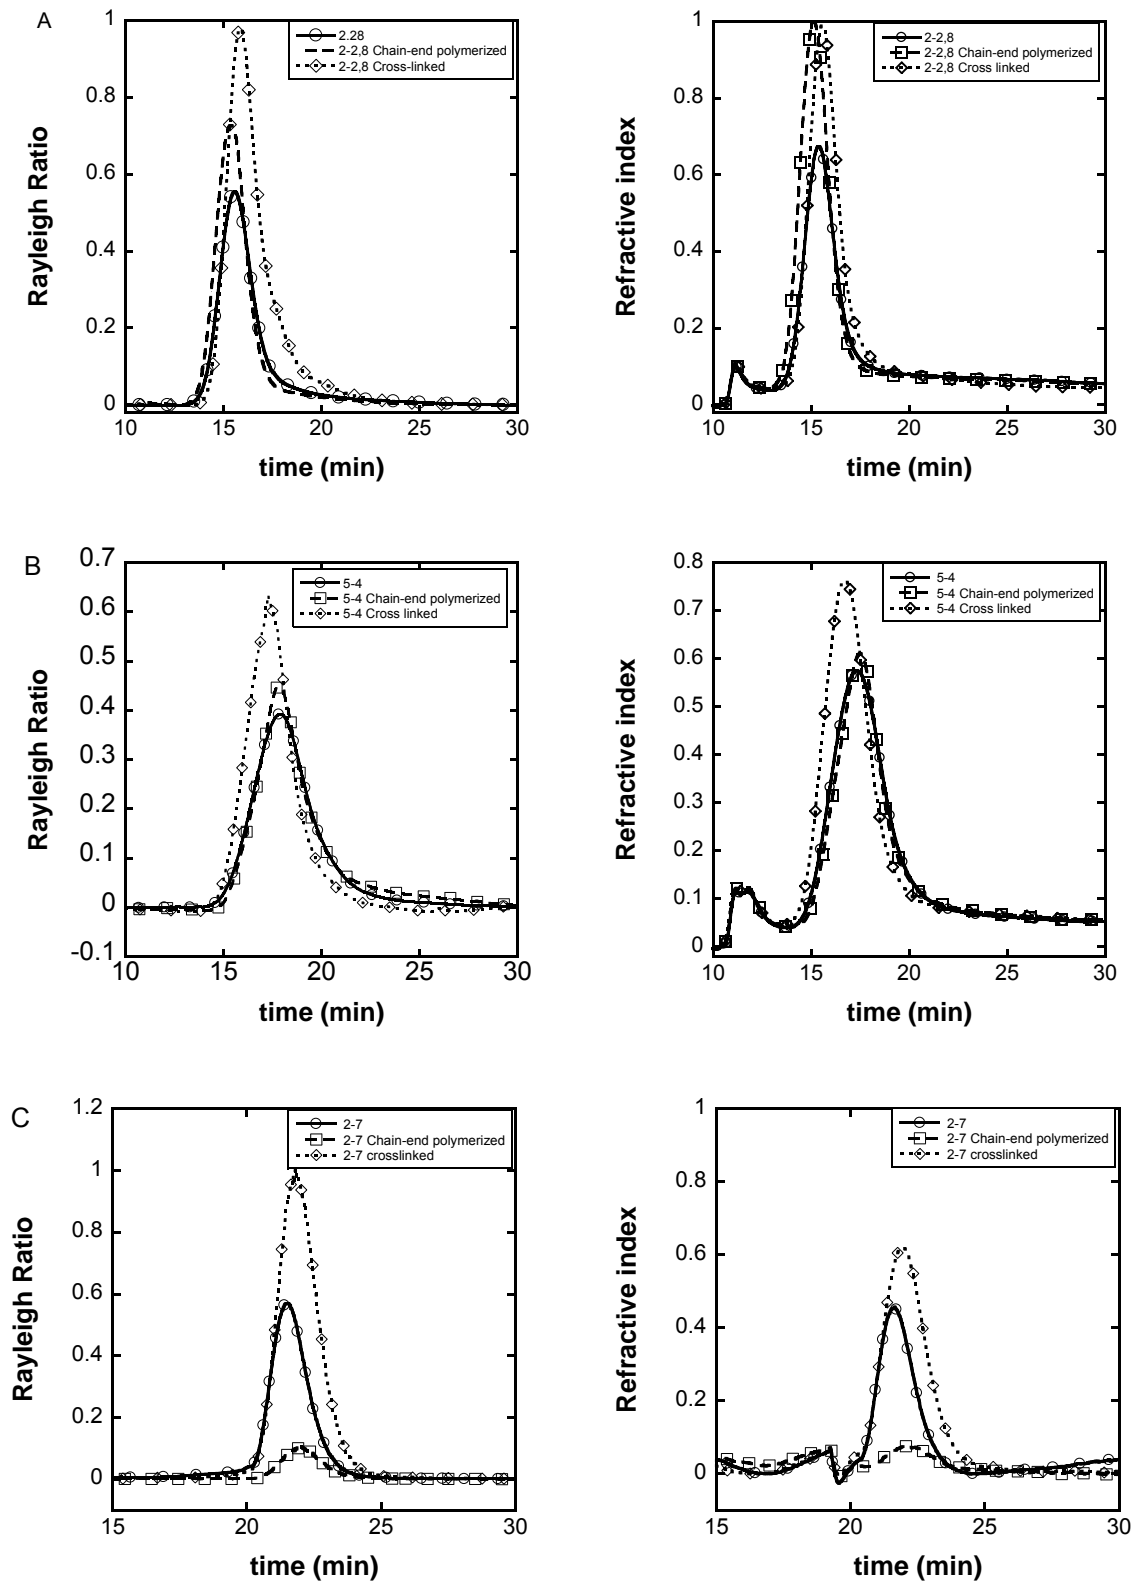 A
1
0.8
0.6
0.4
0.2
0
10
15
20
25
30
Rayleigh Ratio
time (min)
2.28
2-2,8 Chain-end polymerized
2-2,8 Cross-linked
1
0.8
0.6
0.4
0.2
0
10
15
20
25
30
Refractive index
time (min)
2-2,8
2-2,8 Chain-end polymerized
2-2,8 Cross linked
B
0.7
0.6
0.5
0.4
0.3
0.2
0.1
0
-0.1
10
15
20
25
30
Rayleigh Ratio
time (min)
5-4
5-4 Chain-end polymerized
5-4 Cross linked
0.8
0.7
0.6
0.5
0.4
0.3
0.2
0.1
0
10
15
20
25
30
Refractive index
time (min)
5-4
5-4 Chain-end polymerized
5-4 Cross linked
C
1.2
1
0.8
0.6
0.4
0.2
0
15
20
25
30
Rayleigh Ratio
time (min)
2-7
2-7 Chain-end polymerized
2-7 crosslinked
1
0.8
0.6
0.4
0.2
0
15
20
25
30
Refractive index
time (min)
2-7
2-7 Chain-end polymerized
2-7 crosslinked